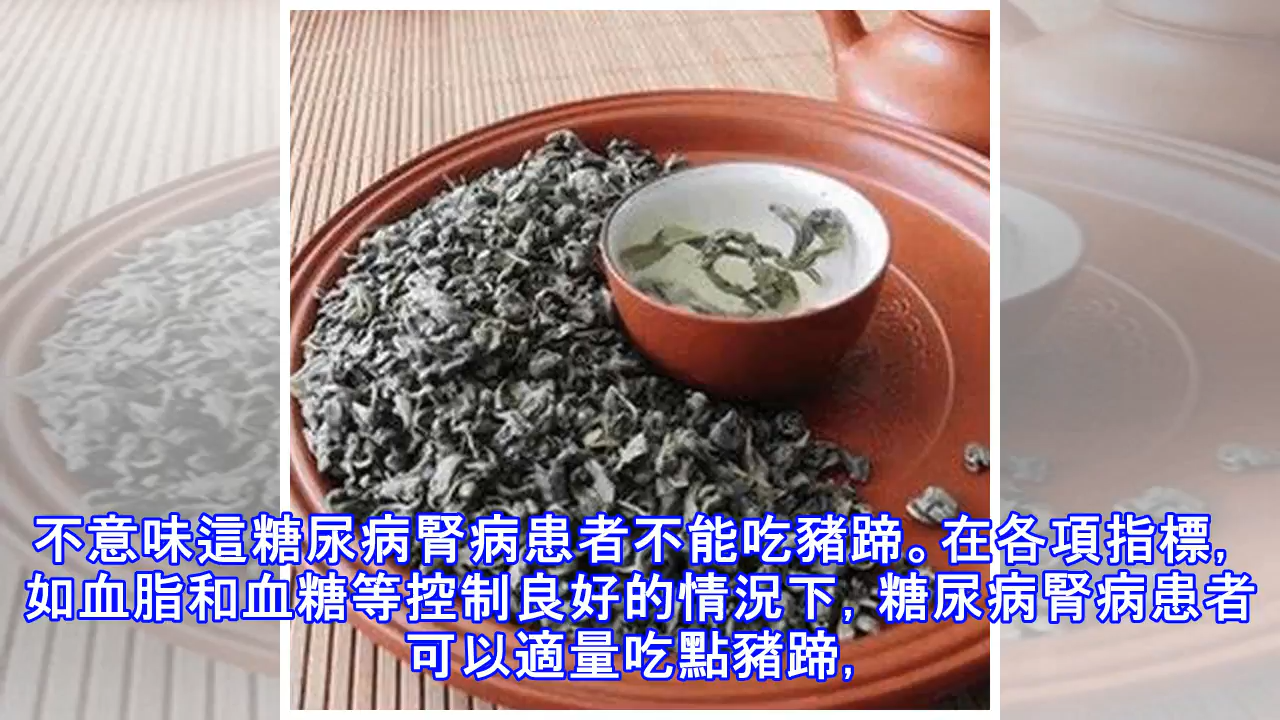 不意味這糖尿病腎病患者不能吃豬蹄。在各項指標,
如血脂和血糖等控制良好的情況下, 糖尿病腎病患者
可以適量吃點豬蹄,